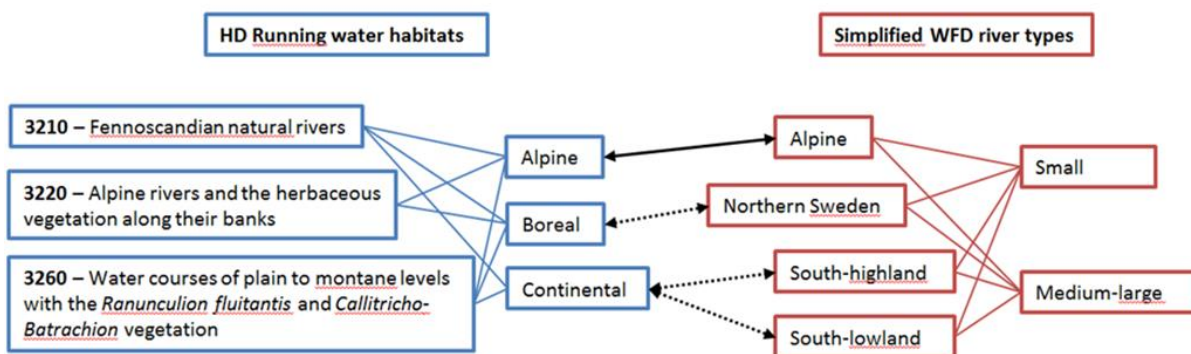 HD Running water habitats
Simplified WFD river types
3210 – Fennoscandian natural rivers
3220 – Alpine rivers and the herbaceous
vegetation along their banks
3260 – Water courses of plain to montane levels
with the Ranunculion fluitantis and Callitricho-
Batrachion vegetation
Alpine
Boreal
Continental
Alpine
Northern Sweden
South-highland
South-lowland
Small
Medium-large